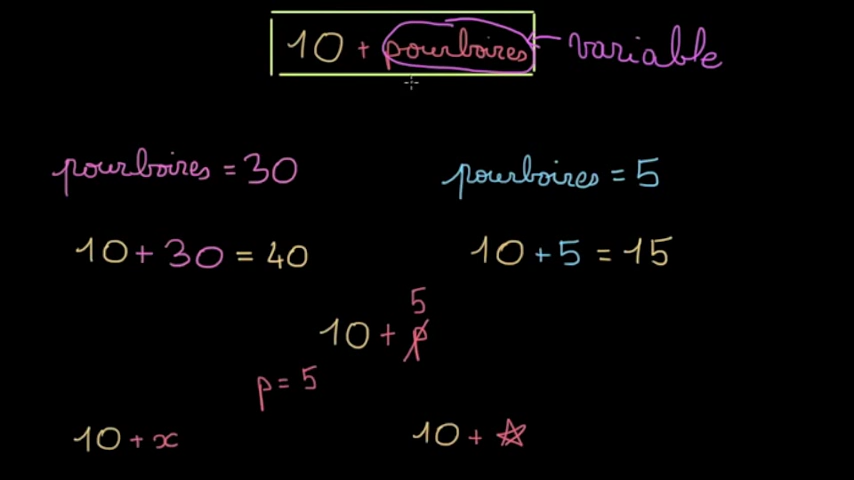 10 + pourboires ← variable
pourboires = 30
pourboires = 5
10 + 30 = 40
10 + 5 = 15
5
10 + p
p = 5
10 + x
10 + ☆